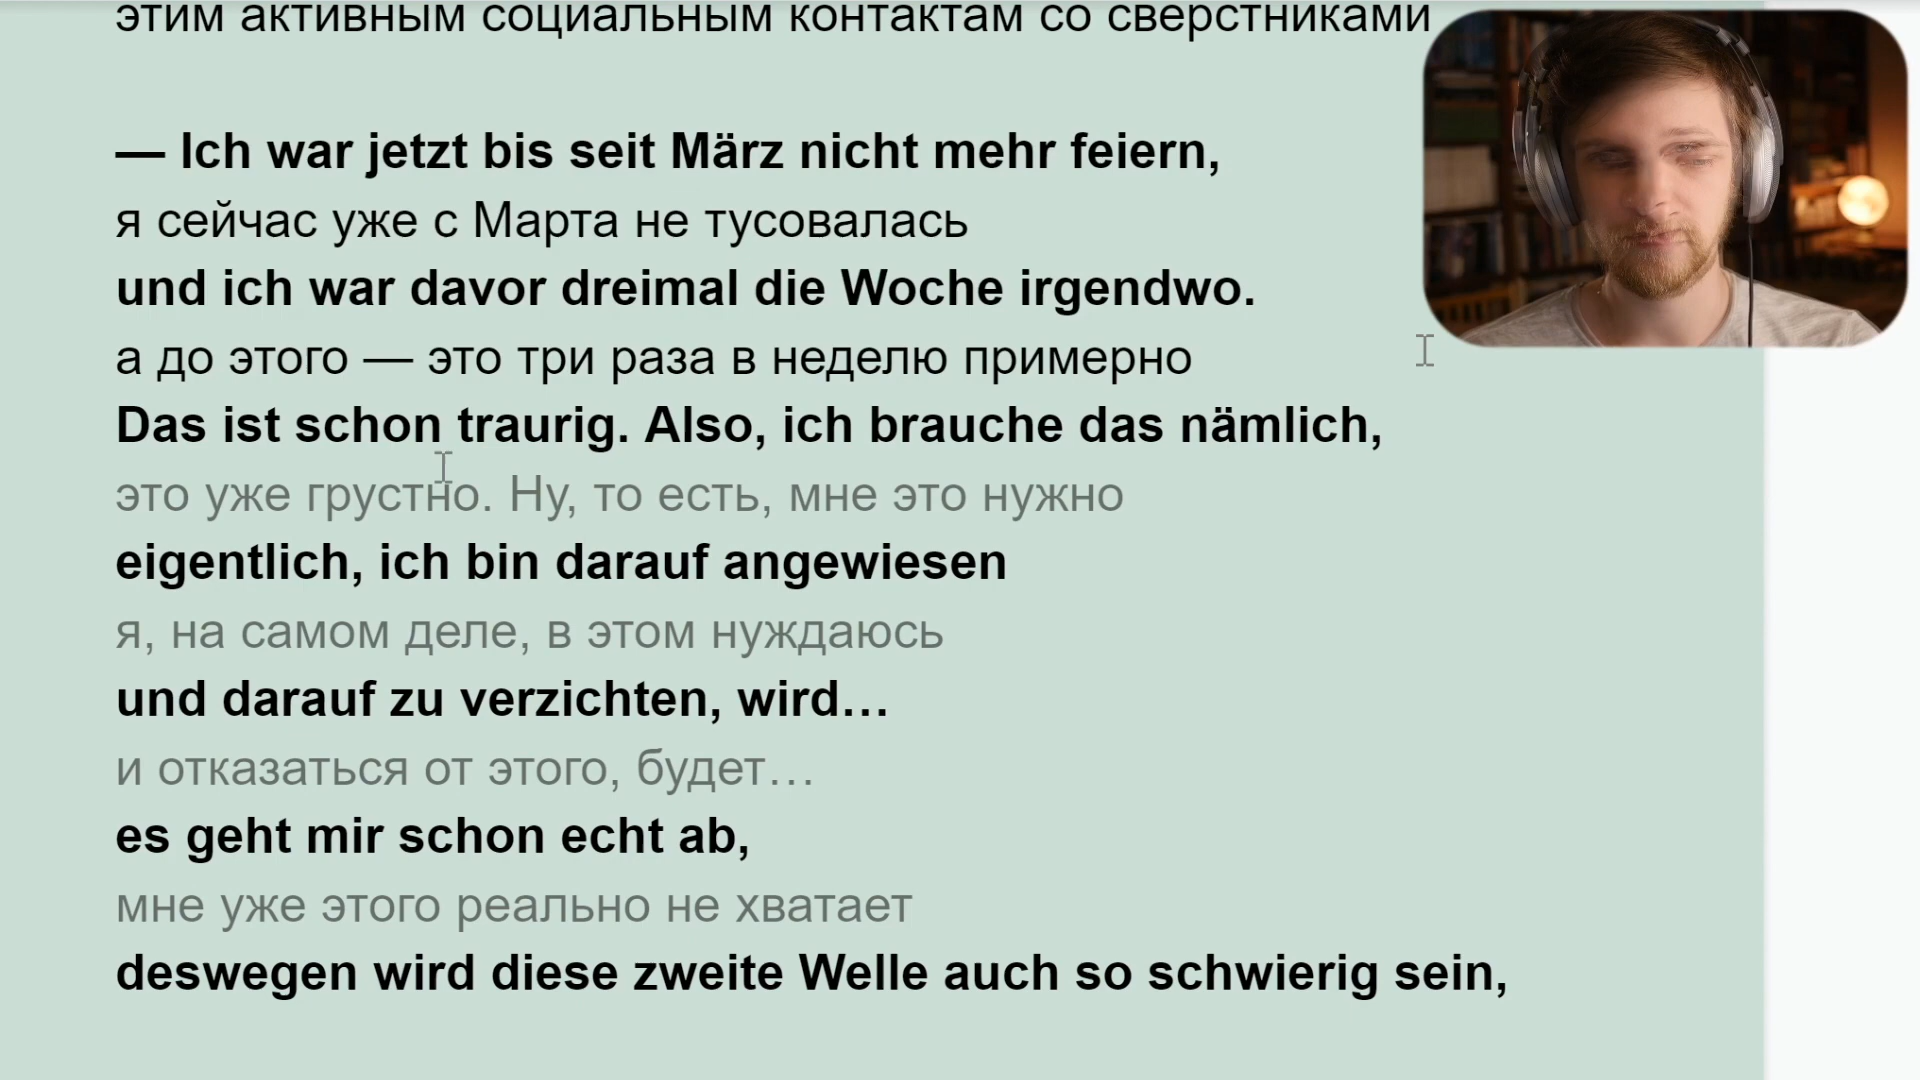 этим активным социальным контактам со сверстниками
— Ich war jetzt bis seit März nicht mehr feiern,
я сейчас уже с Марта не тусовалась
und ich war davor dreimal die Woche irgendwo.
а до этого — это три раза в неделю примерно
Das ist schon traurig. Also, ich brauche das nämlich,
это уже грустно. Ну, то есть, мне это нужно
eigentlich, ich bin darauf angewiesen
я, на самом деле, в этом нуждаюсь
und darauf zu verzichten, wird…
и отказаться от этого, будет…
es geht mir schon echt ab,
мне уже этого реально не хватает
deswegen wird diese zweite Welle auch so schwierig sein,